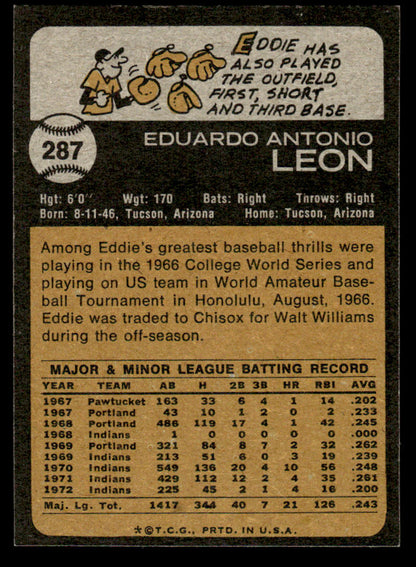 EDDIE HAS
ALSO PLAYED
THE OUTFIELD,
FIRST, SHORT
AND THIRD BASE.
287
EDUARDO ANTONIO
LEON
Hgt: 6'0" Wgt: 170 Bats: Right Throws: Right
Born: 8-11-46, Tucson, Arizona Home: Tucson, Arizona
Among Eddie's greatest baseball thrills were
playing in the 1966 College World Series and
playing on US team in World Amateur Base-
ball Tournament in Honolulu, August, 1966.
Eddie was traded to Chisox for Walt Williams
during the off-season.
MAJOR & MINOR LEAGUE BATTING RECORD
YEAR TEAM AB H 2B 3B HR RBI AVG
1967 Pawtucket 163 33 6 4 1 14 .202
1967 Portland 43 10 1 2 0 2 .233
1968 Portland 486 119 17 4 1 42 .245
1968 Indians 1 0 0 0 0 0 .000
1969 Portland 321 84 8 7 2 32 .262
1969 Indians 213 51 6 0 3 19 .239
1970 Indians 549 136 20 4 10 56 .248
1971 Indians 429 112 12 2 4 35 .261
1972 Indians 225 45 2 1 4 16 .200
Maj. Lg. Tot. 1417 344 40 7 21 126 .243
*©T.C.G., PRTD. IN U.S.A.